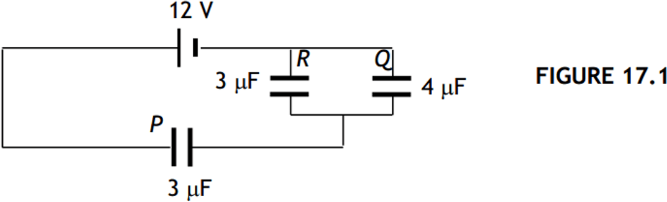 12 V
R
Q
3 μF
4 μF
FIGURE 17.1
P
3 μF